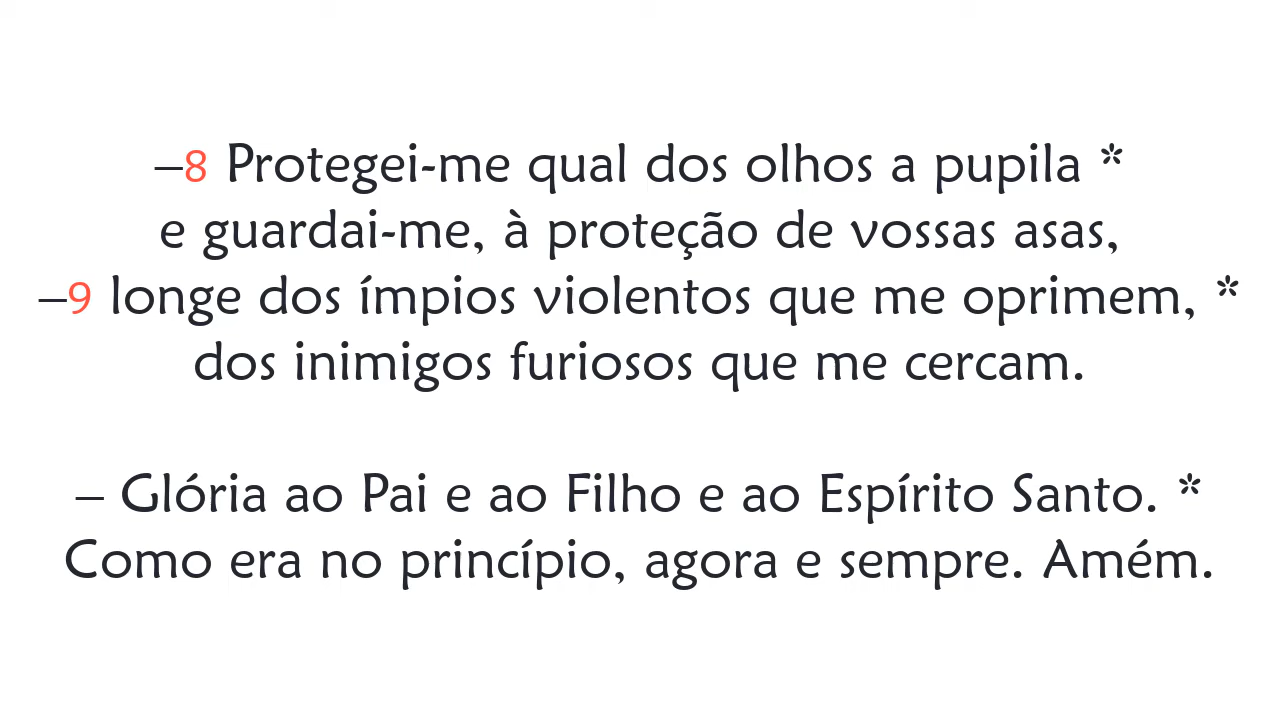 –8 Protegei-me qual dos olhos a pupila *
e guardai-me, à proteção de vossas asas,
–9 longe dos ímpios violentos que me oprimem, *
dos inimigos furiosos que me cercam.
– Glória ao Pai e ao Filho e ao Espírito Santo. *
Como era no princípio, agora e sempre. Amém.